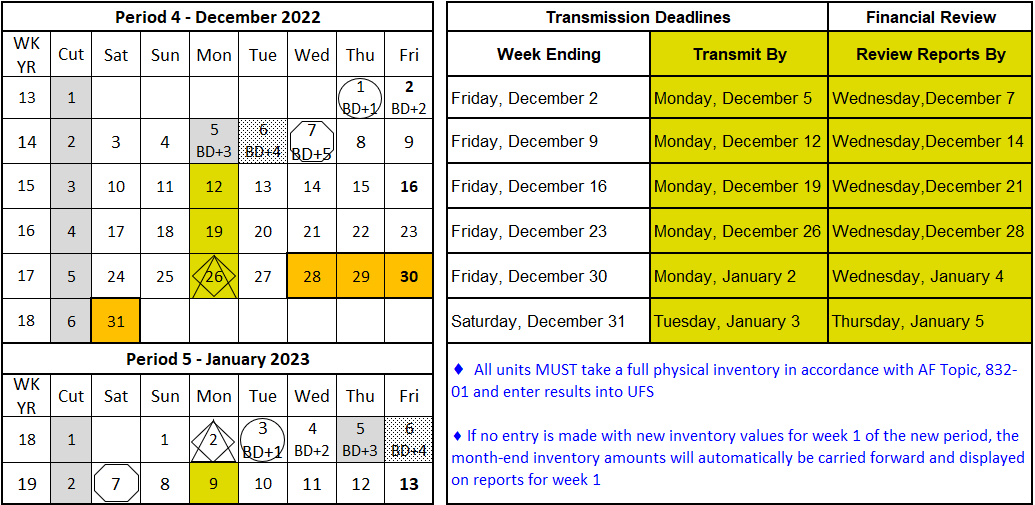 Period 4 - December 2022
WK YR Cut Sat Sun Mon Tue Wed Thu Fri
13 1 1 BD+1 2 BD+2
14 2 3 4 5 BD+3 6 BD+4 7 BD+5 8 9
15 3 10 11 12 13 14 15 16
16 4 17 18 19 20 21 22 23
17 5 24 25 26 27 28 29 30
18 6 31
Period 5 - January 2023
WK YR Cut Sat Sun Mon Tue Wed Thu Fri
18 1 1 2 3 BD+1 4 BD+2 5 BD+3 6 BD+4
19 2 7 8 9 10 11 12 13
Transmission Deadlines Financial Review
Week Ending Transmit By Review Reports By
Friday, December 2 Monday, December 5 Wednesday,December 7
Friday, December 9 Monday, December 12 Wednesday,December 14
Friday, December 16 Monday, December 19 Wednesday,December 21
Friday, December 23 Monday, December 26 Wednesday,December 28
Friday, December 30 Monday, January 2 Wednesday, January 4
Saturday, December 31 Tuesday, January 3 Thursday, January 5
♦ All units MUST take a full physical inventory in accordance with AF Topic, 832-
01 and enter results into UFS
♦ If no entry is made with new inventory values for week 1 of the new period, the
month-end inventory amounts will automatically be carried forward and displayed
on reports for week 1